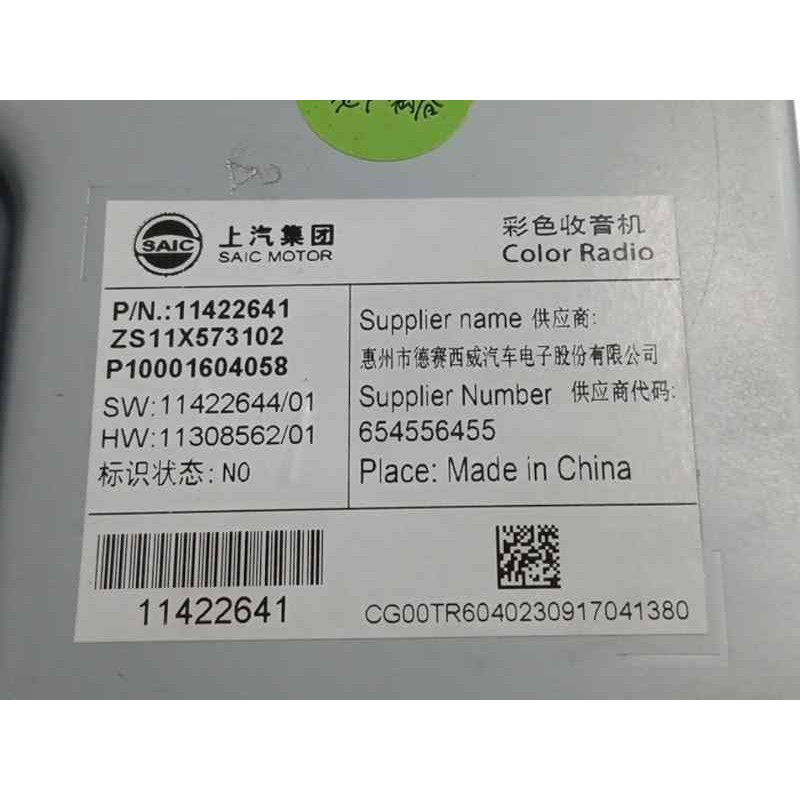 SAIC
上汽集团
SAIC MOTOR
彩色收音机
Color Radio
P/N.:11422641
ZS11X573102
P10001604058
SW:11422644/01
HW:11308562/01
标识状态: NO
Supplier name 供应商:
惠州市德赛西威汽车电子股份有限公司
Supplier Number 供应商代码:
654556455
Place: Made in China
11422641
CG00TR6040230917041380